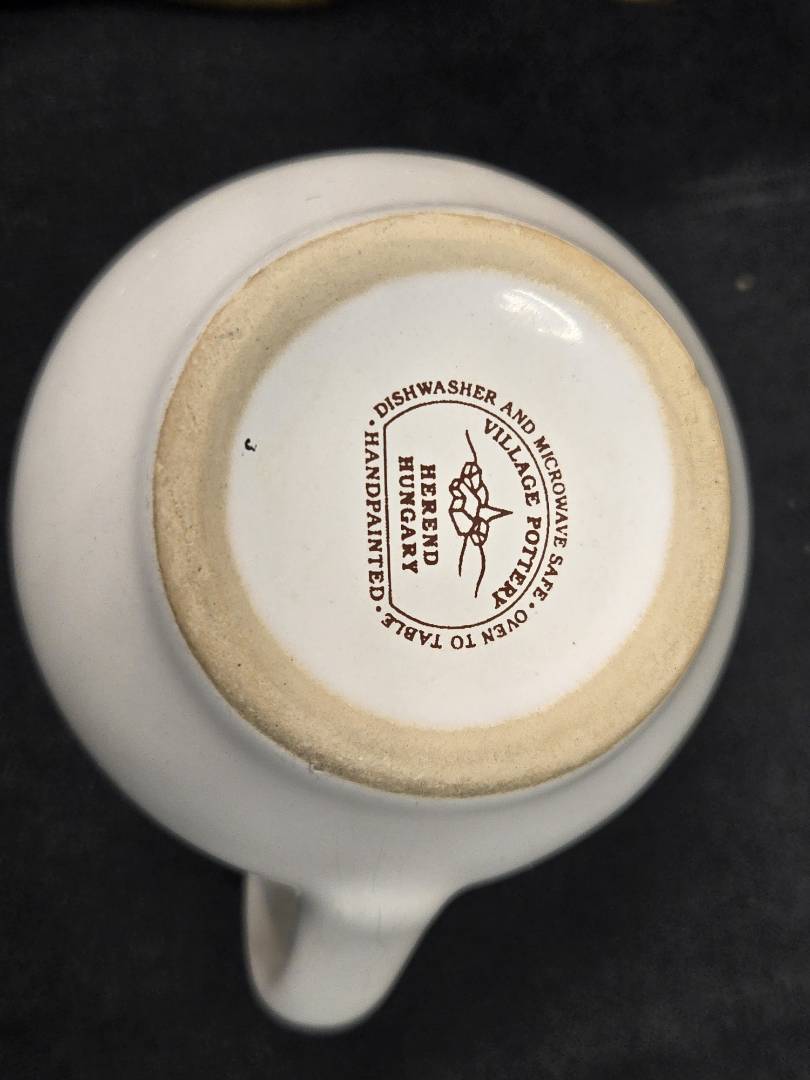 DISHWASHER AND MICROWAVE SAFE • OVEN TO TABLE • HANDPAINTED •
VILLAGE POTTERY
HEREND
HUNGARY